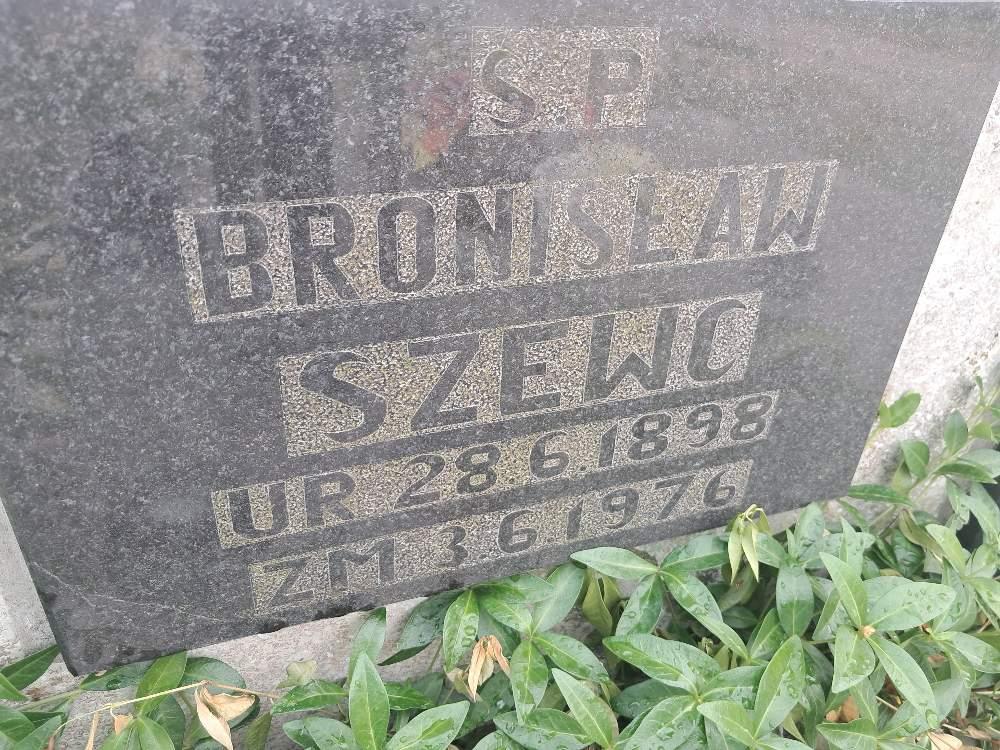 S.P
BRONISŁAW
SZEWC
UR 28 6.1898
ZM 3 6 1976